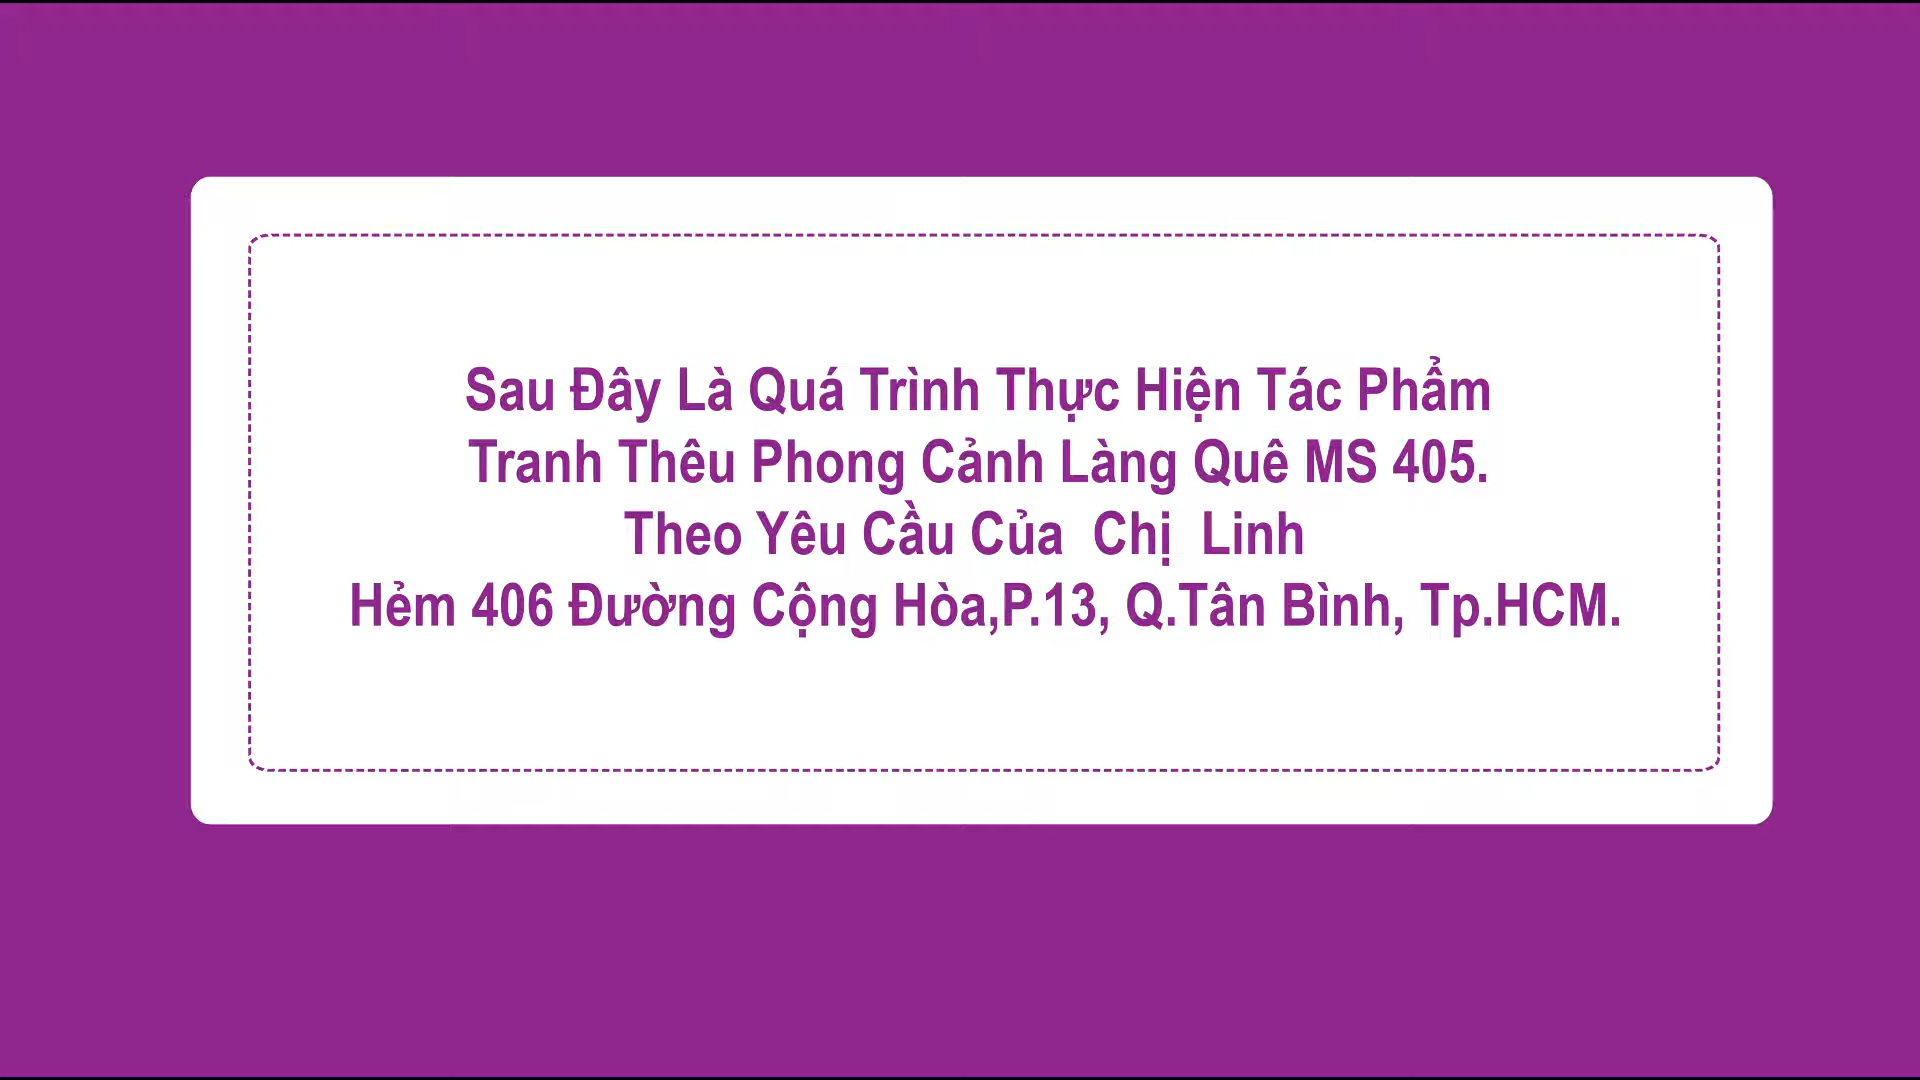 Sau Đây Là Quá Trình Thực Hiện Tác Phẩm
Tranh Thêu Phong Cảnh Làng Quê MS 405.
Theo Yêu Cầu Của  Chị  Linh
Hẻm 406 Đường Cộng Hòa,P.13, Q.Tân Bình, Tp.HCM.